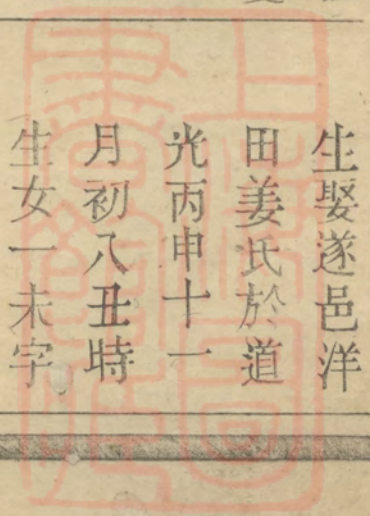 生娶遂邑洋
田姜氏於道
光丙申十一
月初八丑時
生女一未字